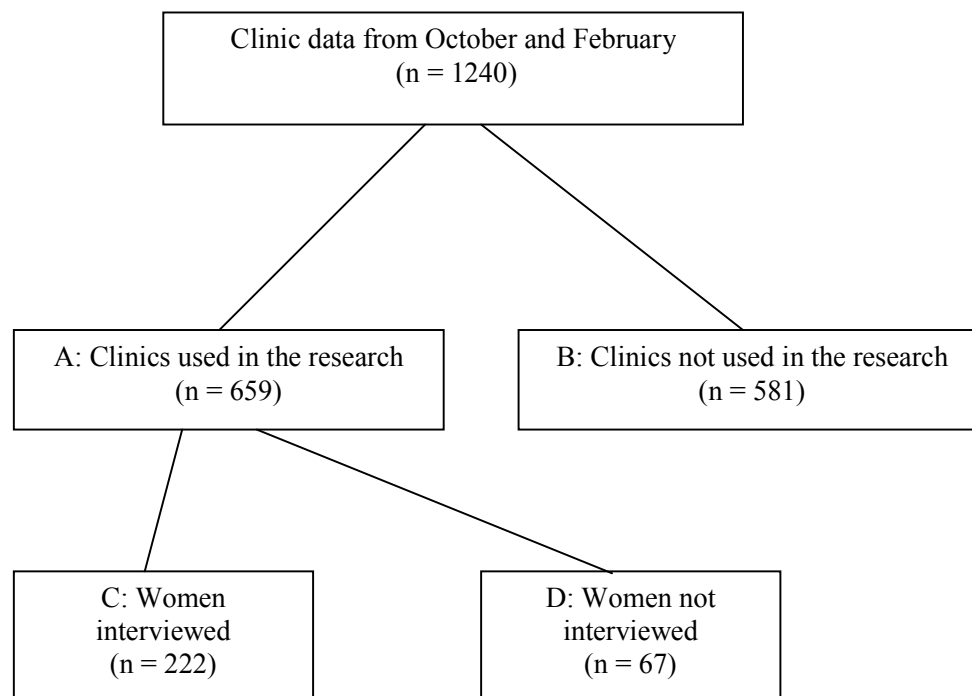 Clinic data from October and February
(n = 1240)
A: Clinics used in the research
(n = 659)
B: Clinics not used in the research
(n = 581)
C: Women
interviewed
(n = 222)
D: Women not
interviewed
(n = 67)